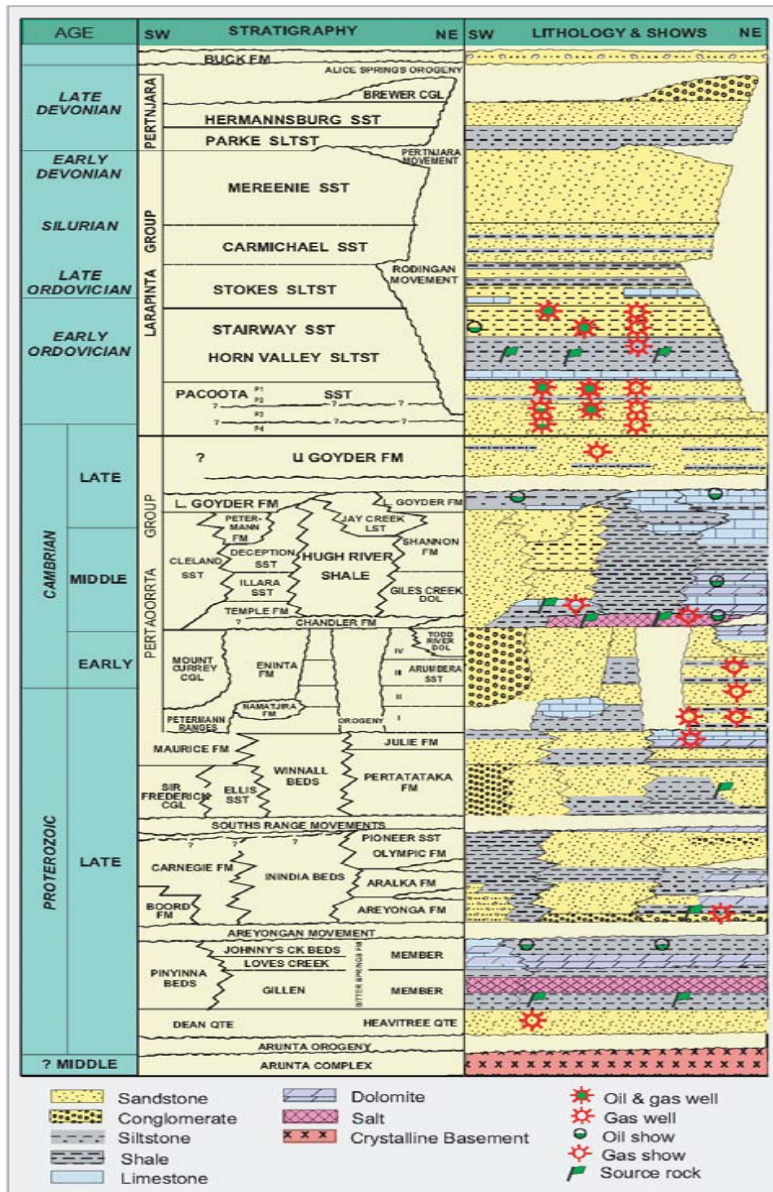 AGE
SW STRATIGRAPHY NE
SW LITHOLOGY & SHOWS NE
BUCK FM
ALICE SPRINGS OROGENY
LATE DEVONIAN
PERTNJARA
BREWER CGL
HERMANNSBURG SST
PARKE SLTST
EARLY DEVONIAN
PERTNJARA MOVEMENT
MEREENIE SST
SILURIAN
LARAPINTA GROUP
CARMICHAEL SST
LATE ORDOVICIAN
RODINGAN MOVEMENT
STOKES SLTST
EARLY ORDOVICIAN
STAIRWAY SST
HORN VALLEY SLTST
PACOOTA SST
P1
P2
? ? ?
P3
? ? ?
P4
CAMBRIAN
LATE
PERTAOORRTA GROUP
? U GOYDER FM
L. GOYDER FM
L. GOYDER FM
PETER-
MANN
FM
JAY CREEK
LST
MIDDLE
CLELAND
SST
DECEPTION
SST
HUGH RIVER
SHALE
SHANNON
FM
ILLARA
SST
GILES CREEK
DOL
TEMPLE FM
?
CHANDLER FM
EARLY
TODD
RIVER
DOL
MOUNT
CURREY
CGL
ENINTA
FM
IV
III
ARUMBERA
SST
II
NAMATJIRA
FM
I
PETERMANN
RANGES
OROGENY
PROTEROZOIC
LATE
MAURICE FM
JULIE FM
WINNALL
BEDS
SIR
FREDERICK
CGL
ELLIS
SST
PERTATATAKA
FM
SOUTHS RANGE MOVEMENTS
? ? ?
PIONEER SST
OLYMPIC FM
CARNEGIE FM
ININDIA BEDS
ARALKA FM
BOORD
FM
AREYONGA FM
AREYONGAN MOVEMENT
PINYINNA
BEDS
JOHNNY'S CK BEDS
LOVES CREEK
MEMBER
BITTER SPRINGS FM
GILLEN
MEMBER
DEAN QTE
HEAVITREE QTE
ARUNTA OROGENY
? MIDDLE
ARUNTA COMPLEX
Sandstone
Conglomerate
Siltstone
Shale
Limestone
Dolomite
Salt
Crystalline Basement
Oil & gas well
Gas well
Oil show
Gas show
Source rock